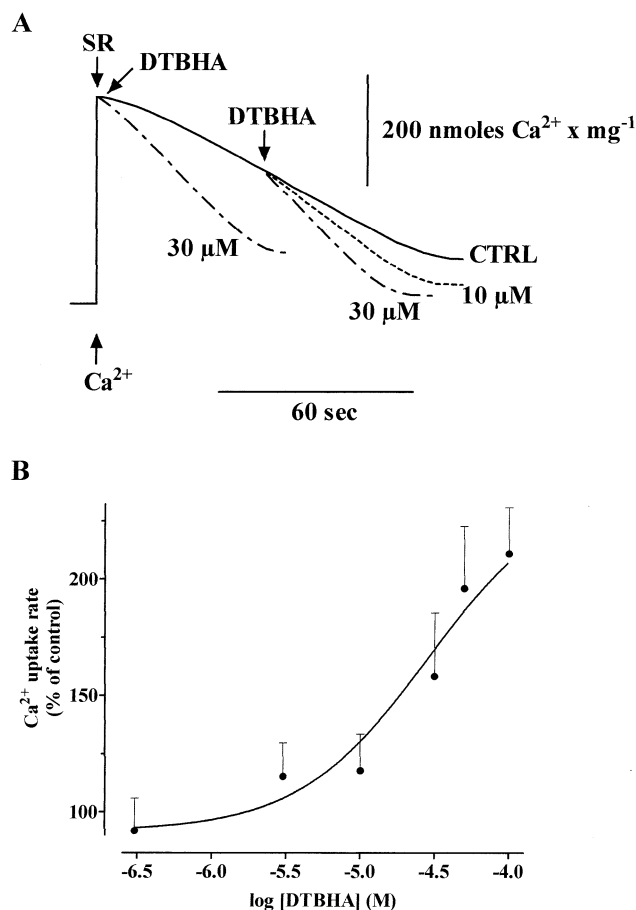 A
SR
DTBHA
DTBHA
200 nmoles Ca²⁺ x mg⁻¹
30 µM
CTRL
10 µM
30 µM
Ca²⁺
60 sec
B
Ca²⁺ uptake rate
(% of control)
200
150
100
-6.5 -6.0 -5.5 -5.0 -4.5 -4.0
log [DTBHA] (M)